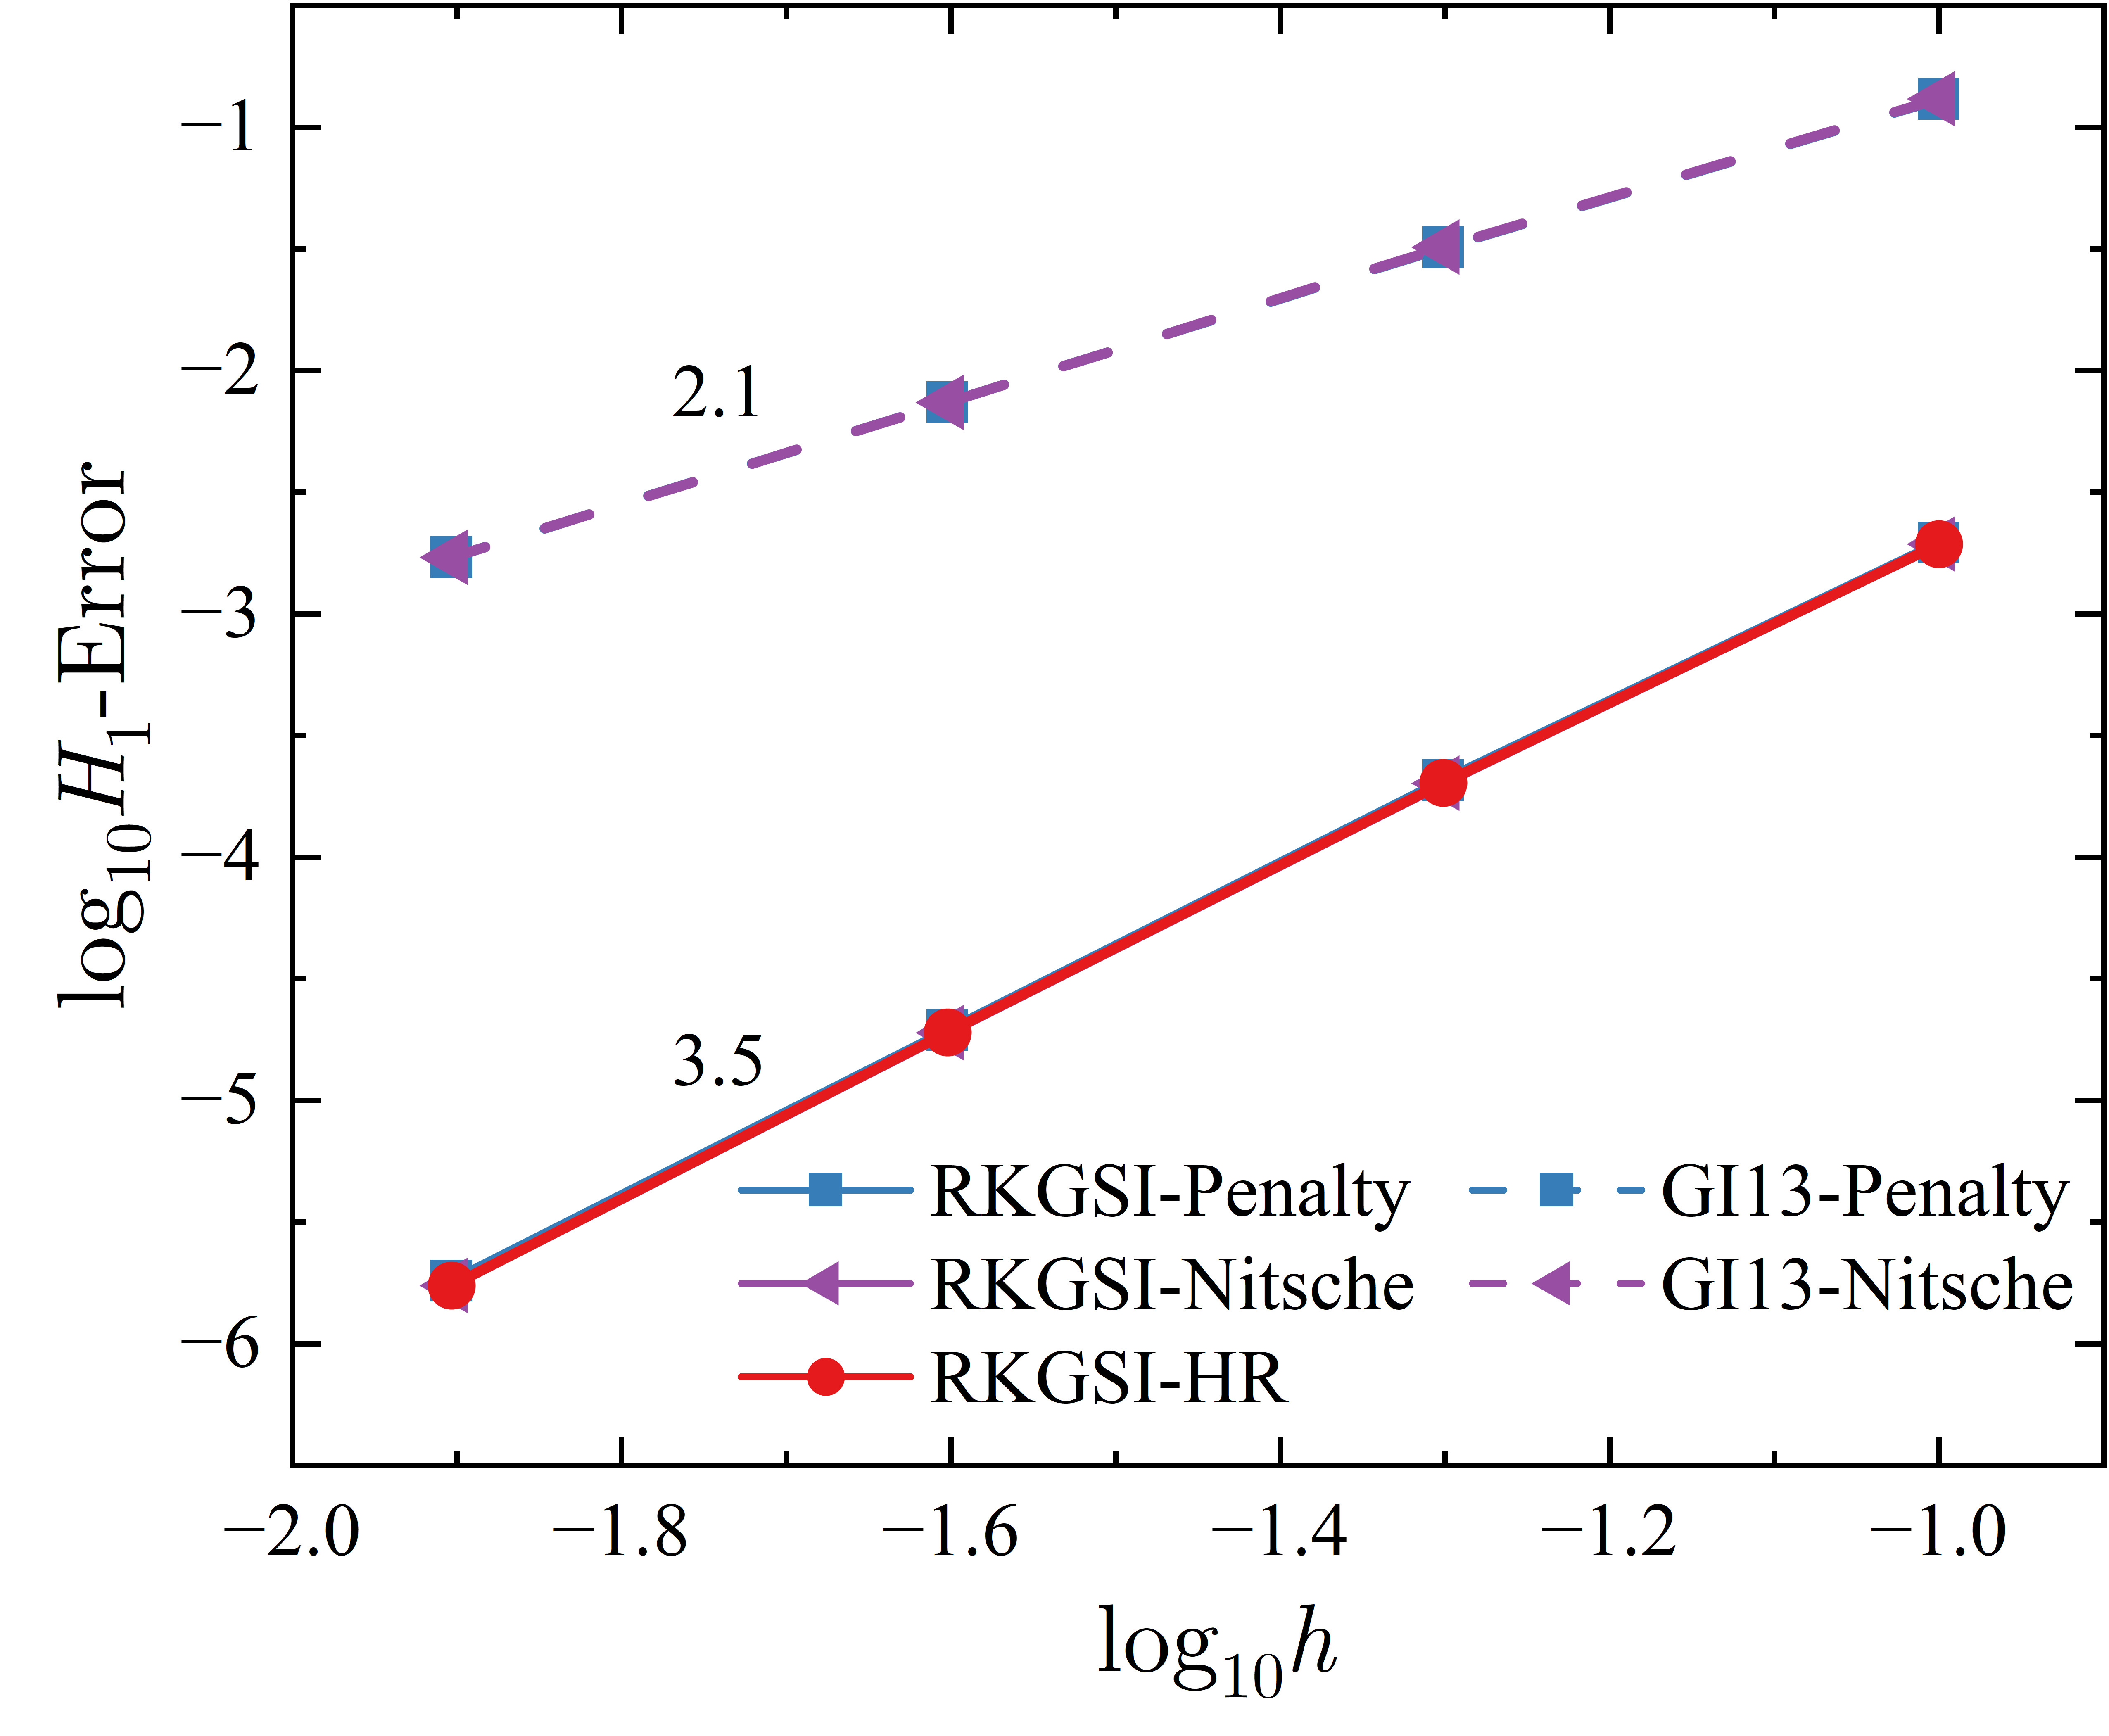 −1
−2
−3
−4
−5
−6
log₁₀H₁-Error
2.1
3.5
RKGSI-Penalty
GI13-Penalty
RKGSI-Nitsche
GI13-Nitsche
RKGSI-HR
−2.0
−1.8
−1.6
−1.4
−1.2
−1.0
log₁₀h